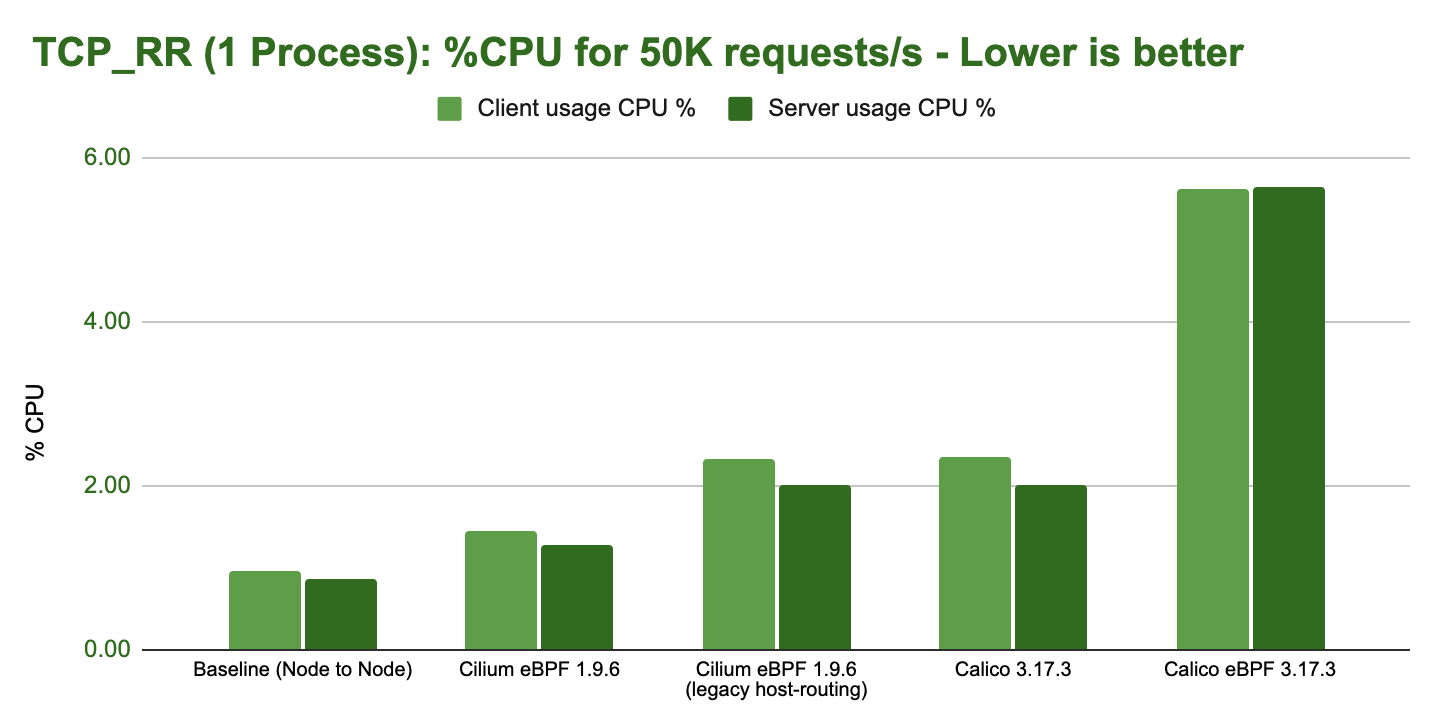 TCP_RR (1 Process): %CPU for 50K requests/s - Lower is better
Client usage CPU %
Server usage CPU %
6.00
4.00
2.00
0.00
% CPU
Baseline (Node to Node)
Cilium eBPF 1.9.6
Cilium eBPF 1.9.6
(legacy host-routing)
Calico 3.17.3
Calico eBPF 3.17.3